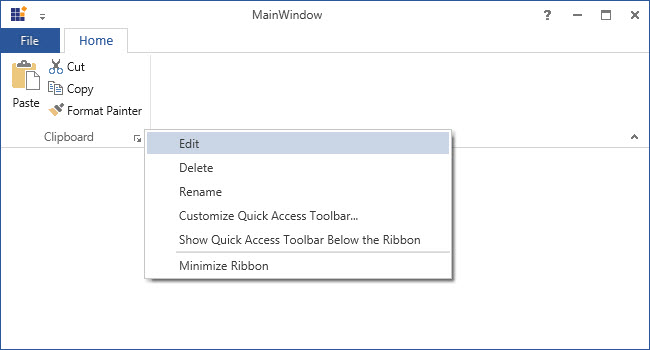 MainWindow
?
File
Home
Cut
Copy
Paste
Format Painter
Clipboard
Edit
Delete
Rename
Customize Quick Access Toolbar...
Show Quick Access Toolbar Below the Ribbon
Minimize Ribbon